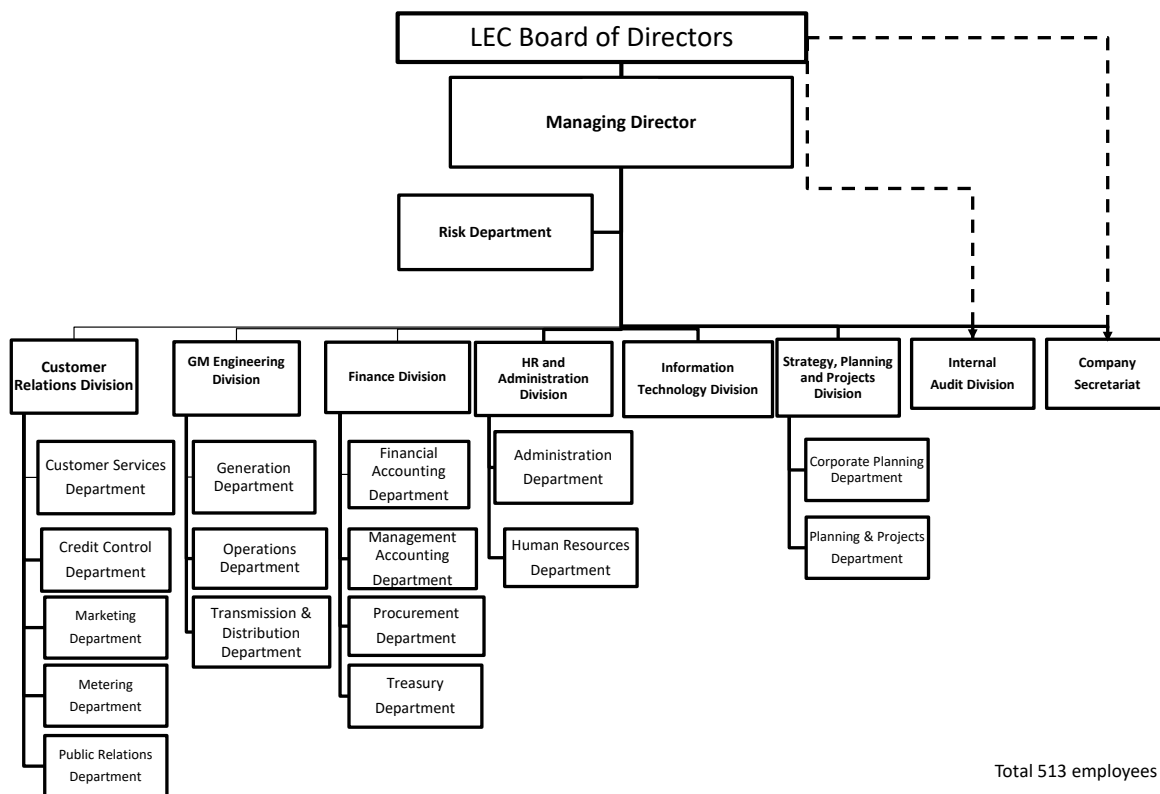 LEC Board of Directors
Managing Director
Risk Department
Customer
Relations Division
GM Engineering
Division
Finance Division
HR and
Administration
Division
Information
Technology Division
Strategy, Planning
and Projects
Division
Internal
Audit Division
Company
Secretariat
Customer Services
Department
Credit Control
Department
Marketing
Department
Metering
Department
Public Relations
Department
Generation
Department
Operations
Department
Transmission &
Distribution
Department
Financial
Accounting
Department
Management
Accounting
Department
Procurement
Department
Treasury
Department
Administration
Department
Human Resources
Department
Corporate Planning
Department
Planning & Projects
Department
Total 513 employees